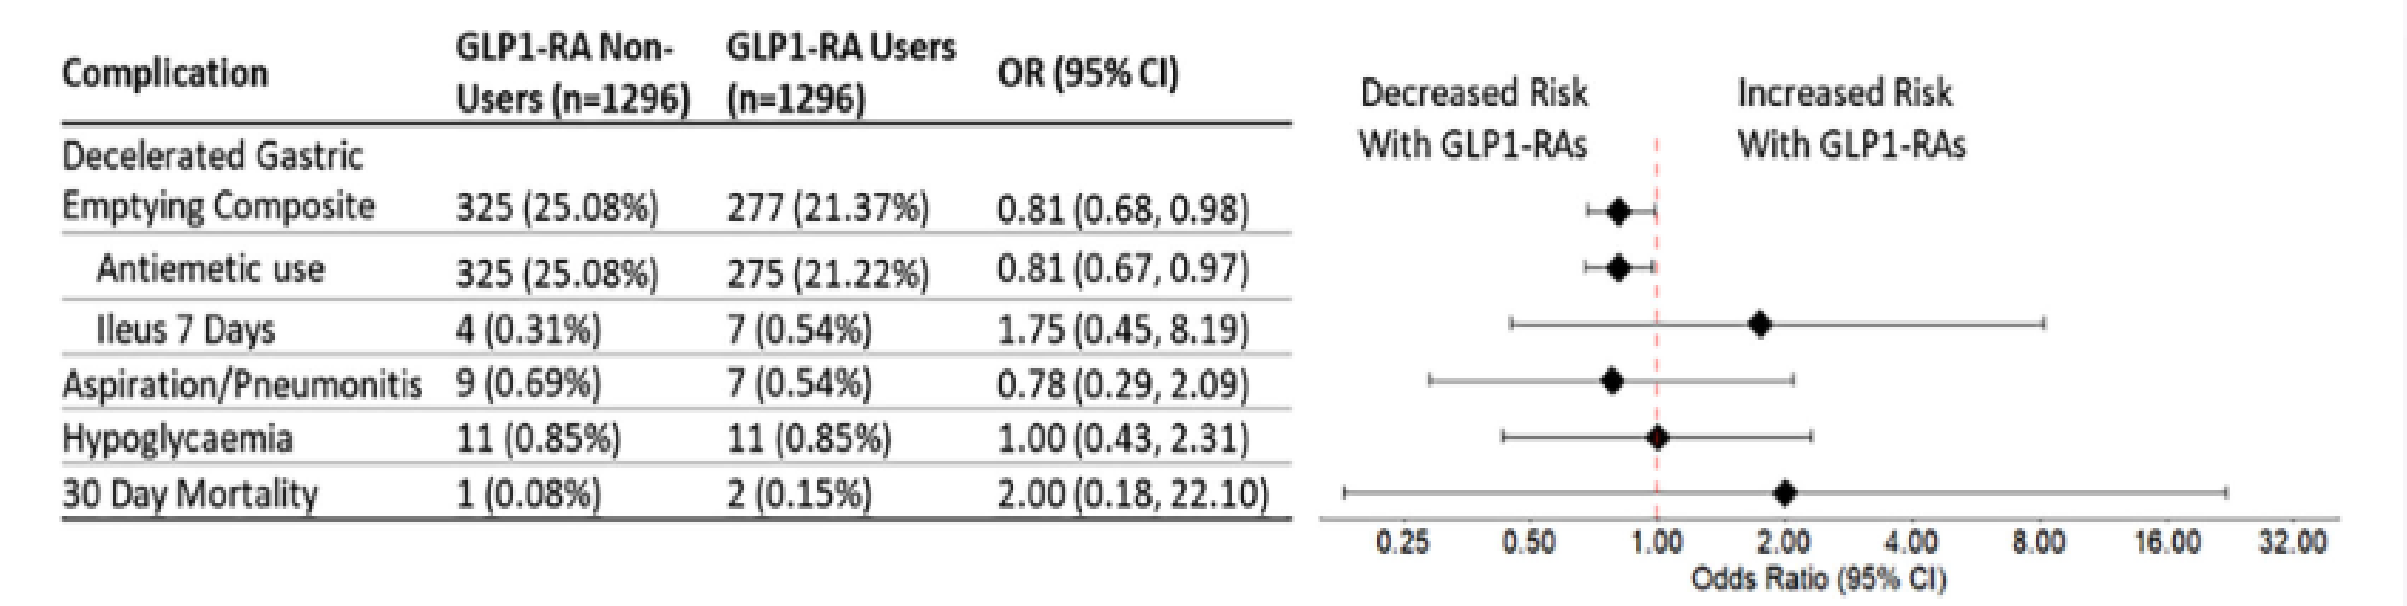 Complication GLP1-RA Non-Users (n=1296) GLP1-RA Users (n=1296) OR (95% CI)
Decelerated Gastric
Emptying Composite 325 (25.08%) 277 (21.37%) 0.81 (0.68, 0.98)
Antiemetic use 325 (25.08%) 275 (21.22%) 0.81 (0.67, 0.97)
Ileus 7 Days 4 (0.31%) 7 (0.54%) 1.75 (0.45, 8.19)
Aspiration/Pneumonitis 9 (0.69%) 7 (0.54%) 0.78 (0.29, 2.09)
Hypoglycaemia 11 (0.85%) 11 (0.85%) 1.00 (0.43, 2.31)
30 Day Mortality 1 (0.08%) 2 (0.15%) 2.00 (0.18, 22.10)
Decreased Risk
With GLP1-RAs
Increased Risk
With GLP1-RAs
0.25 0.50 1.00 2.00 4.00 8.00 16.00 32.00
Odds Ratio (95% CI)